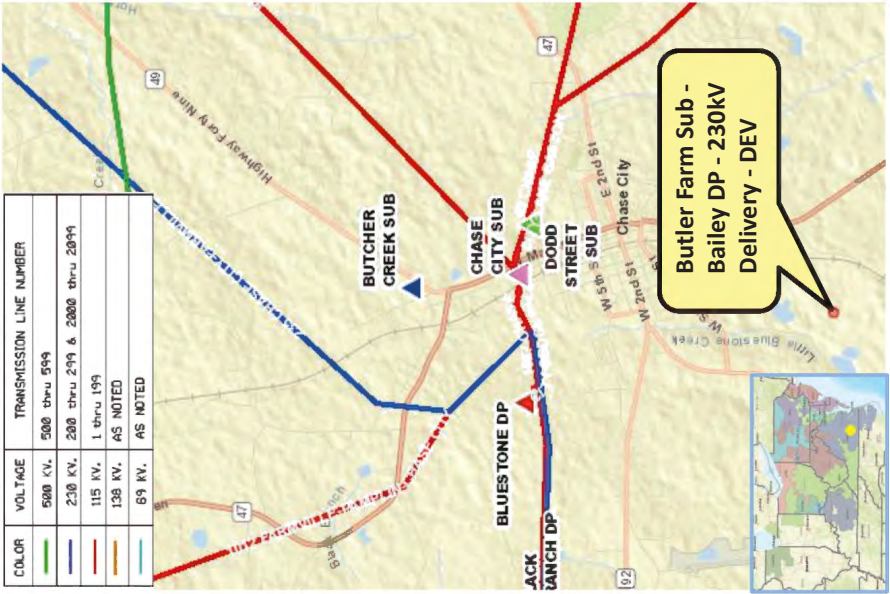 COLOR VOLTAGE TRANSMISSION LINE NUMBER
500 KV. 500 thru 599
230 KV. 200 thru 299 & 2000 thru 2099
115 KV. 1 thru 199
138 KV. AS NOTED
69 KV. AS NOTED
49
Highway Forty Nine
47
47
BUTCHER
CREEK SUB
CHASE
CITY SUB
DODD
STREET
SUB
BLUESTONE DP
LACK
RANCH DP
E 2nd St
Chase City
W 5th S
W 2nd St
W S
Little Bluestone Creek
92
Butler Farm Sub -
Bailey DP - 230kV
Delivery - DEV